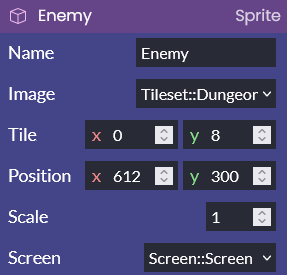 Enemy Sprite
Name Enemy
Image Tileset::Dungeor
Tile x 0 y 8
Position x 612 y 300
Scale 1
Screen Screen::Screen